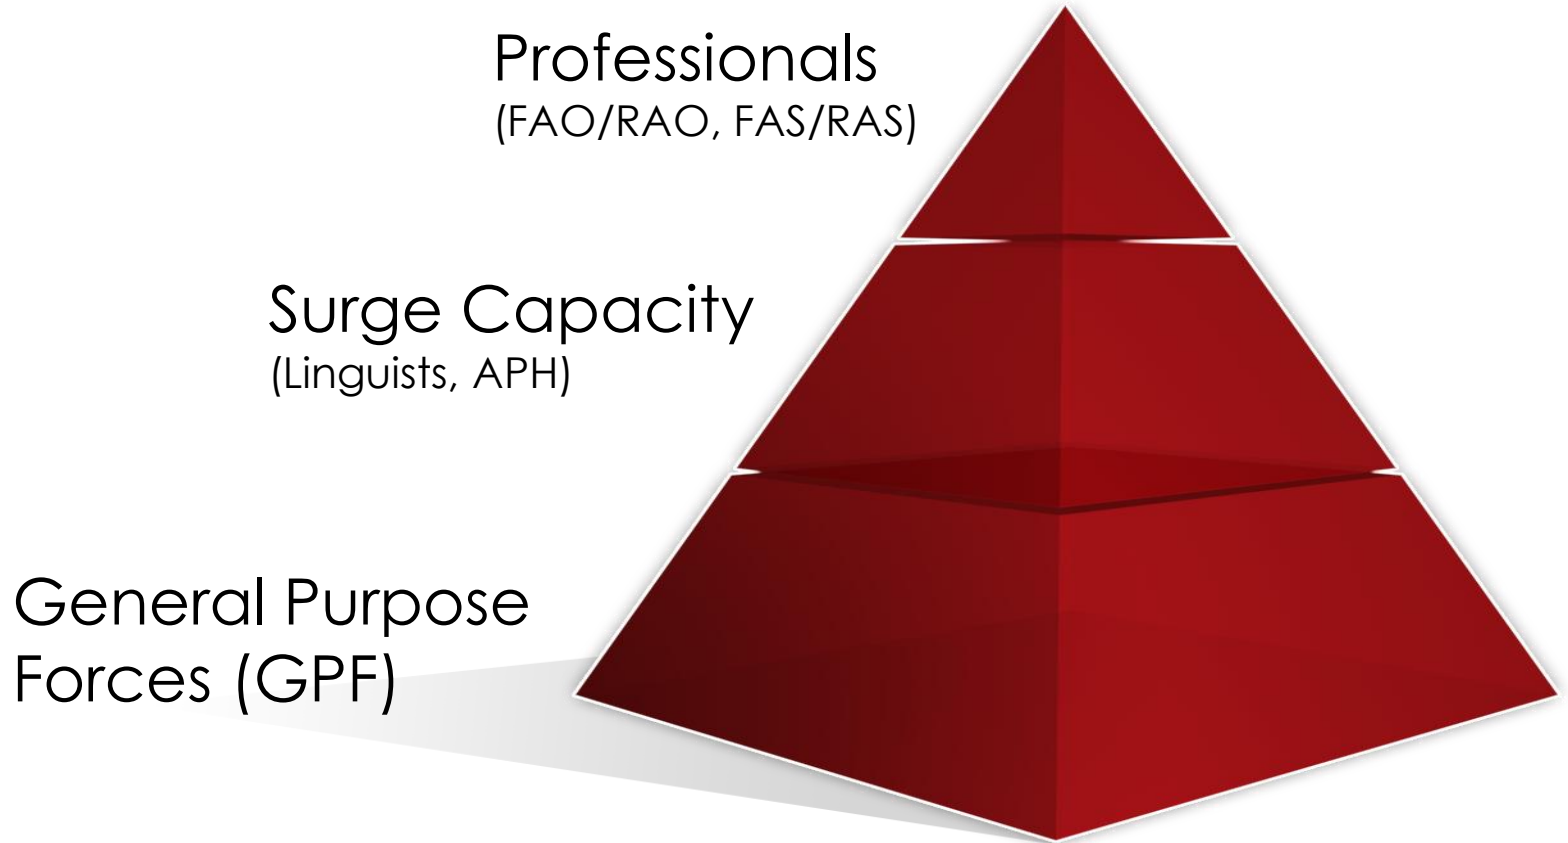 Professionals
(FAO/RAO, FAS/RAS)
Surge Capacity
(Linguists, APH)
General Purpose
Forces (GPF)